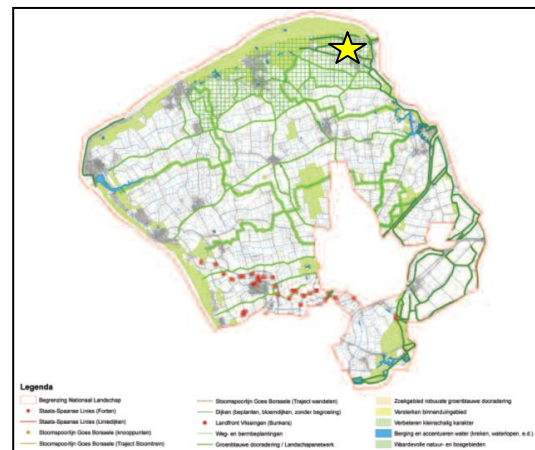 Legenda
Begrenzing Nationaal Landschap
Staats-Spaanse Linies (Forten)
Staats-Spaanse Linies (Liniedijken)
Stoomspoorlijn Goes Borssele (knooppunten)
Stoomspoorlijn Goes Borssele (Traject Stoomtrein)
Stoomspoorlijn Goes Borssele (Traject wandelen)
Dijken (beplanten, bloemdijken, zonder begroeiing)
Landfront Vlissingen (Bunkers)
Weg- en bermbeplantingen
Groenblauwe dooradering / Landschapsnetwerk
Zoekgebied robuuste groenblauwe dooradering
Versterken binnenduingebied
Verbeteren kleinschalig karakter
Berging en accentueren water (kreken, waterlopen, e.d.)
Waardevolle natuur- en bosgebieden